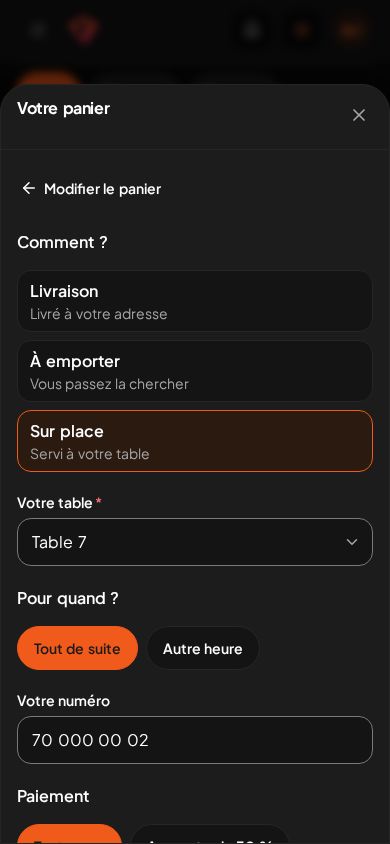 Votre panier
Modifier le panier
Comment ?
Livraison
Livré à votre adresse
À emporter
Vous passez la chercher
Sur place
Servi à votre table
Votre table *
Table 7
Pour quand ?
Tout de suite
Autre heure
Votre numéro
70 000 00 02
Paiement